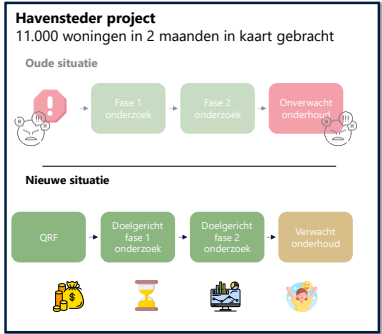 Havensteder project
11.000 woningen in 2 maanden in kaart gebracht
Oude situatie
Fase 1
onderzoek
Fase 2
onderzoek
Onverwacht
onderhoud
Nieuwe situatie
QRF
Doelgericht
fase 1
onderzoek
Doelgericht
fase 2
onderzoek
Verwacht
onderhoud